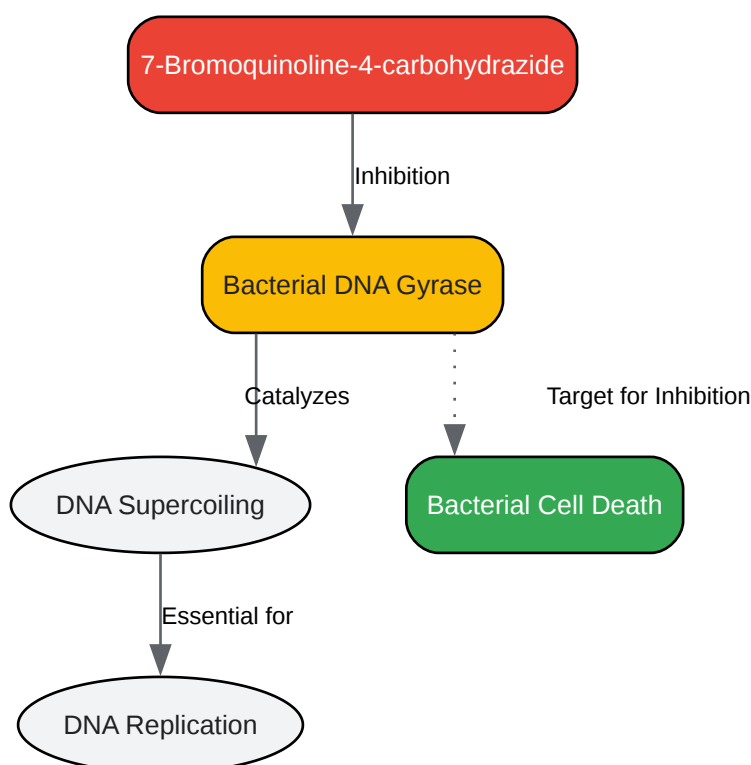 7-Bromoquinoline-4-carbohydrazide
Inhibition
Bacterial DNA Gyrase
Catalyzes
Target for Inhibition
DNA Supercoiling
Bacterial Cell Death
Essential for
DNA Replication